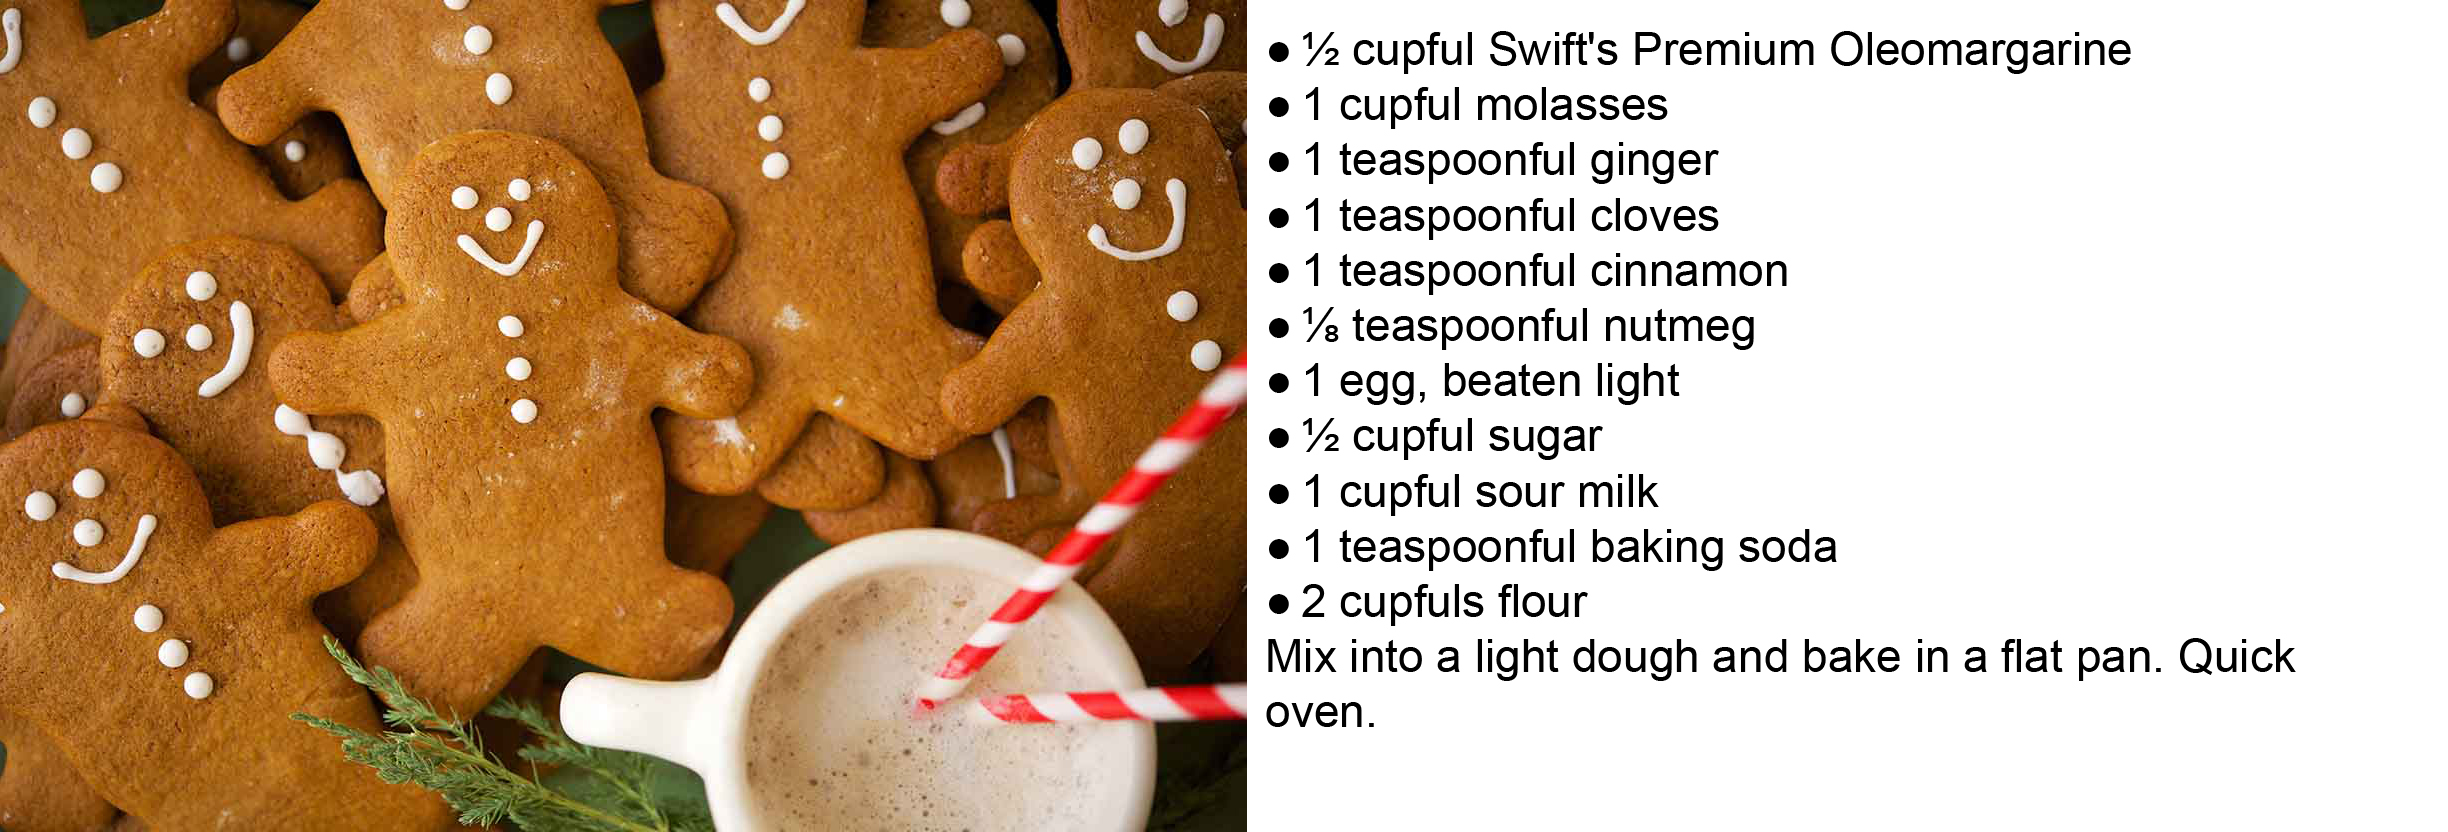 ● ½ cupful Swift's Premium Oleomargarine
● 1 cupful molasses
● 1 teaspoonful ginger
● 1 teaspoonful cloves
● 1 teaspoonful cinnamon
● ⅛ teaspoonful nutmeg
● 1 egg, beaten light
● ½ cupful sugar
● 1 cupful sour milk
● 1 teaspoonful baking soda
● 2 cupfuls flour
Mix into a light dough and bake in a flat pan. Quick
oven.